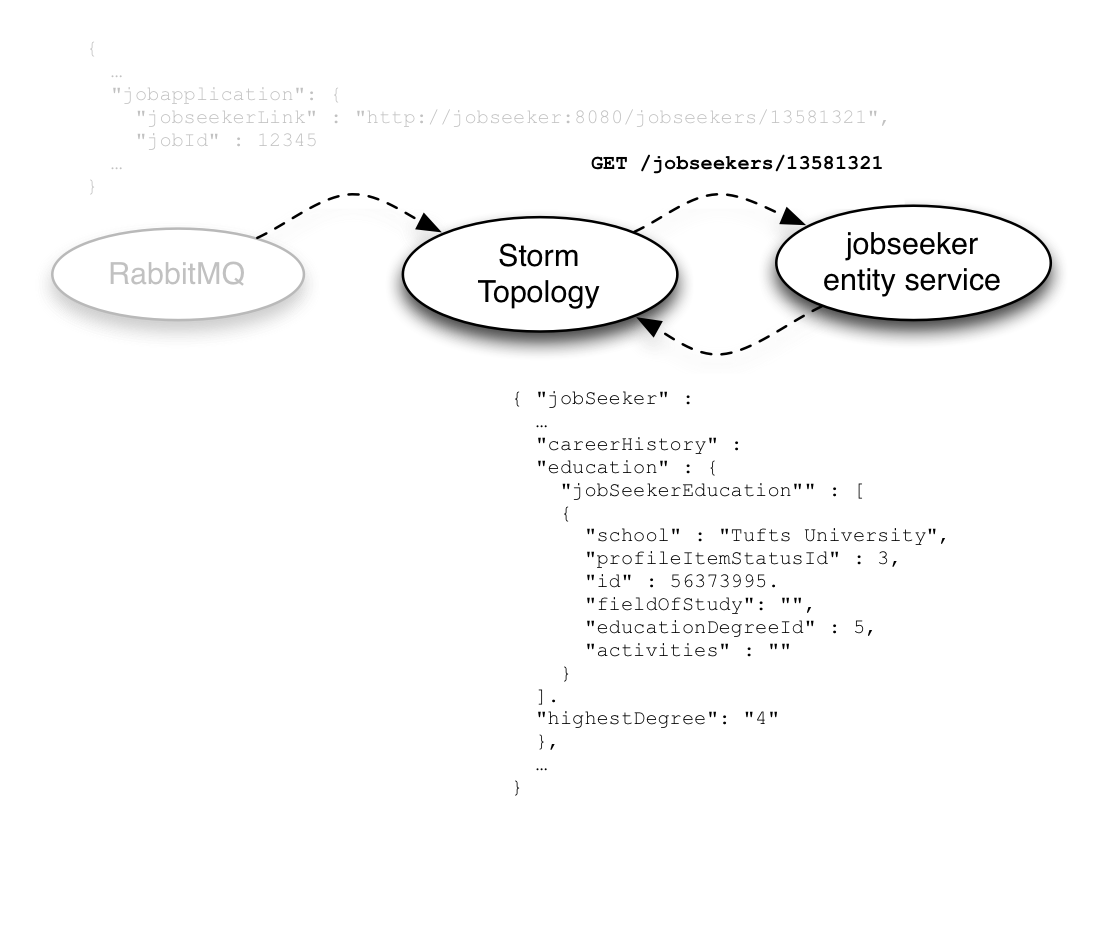 {
…
"jobapplication": {
"jobseekerLink" : "http://jobseeker:8080/jobseekers/13581321",
"jobId" : 12345
…
}
GET /jobseekers/13581321
RabbitMQ
Storm
Topology
jobseeker
entity service
{ "jobSeeker" :
…
"careerHistory" :
"education" : {
"jobSeekerEducation"" : [
{
"school" : "Tufts University",
"profileItemStatusId" : 3,
"id" : 56373995.
"fieldOfStudy": "",
"educationDegreeId" : 5,
"activities" : ""
}
].
"highestDegree": "4"
},
…
}